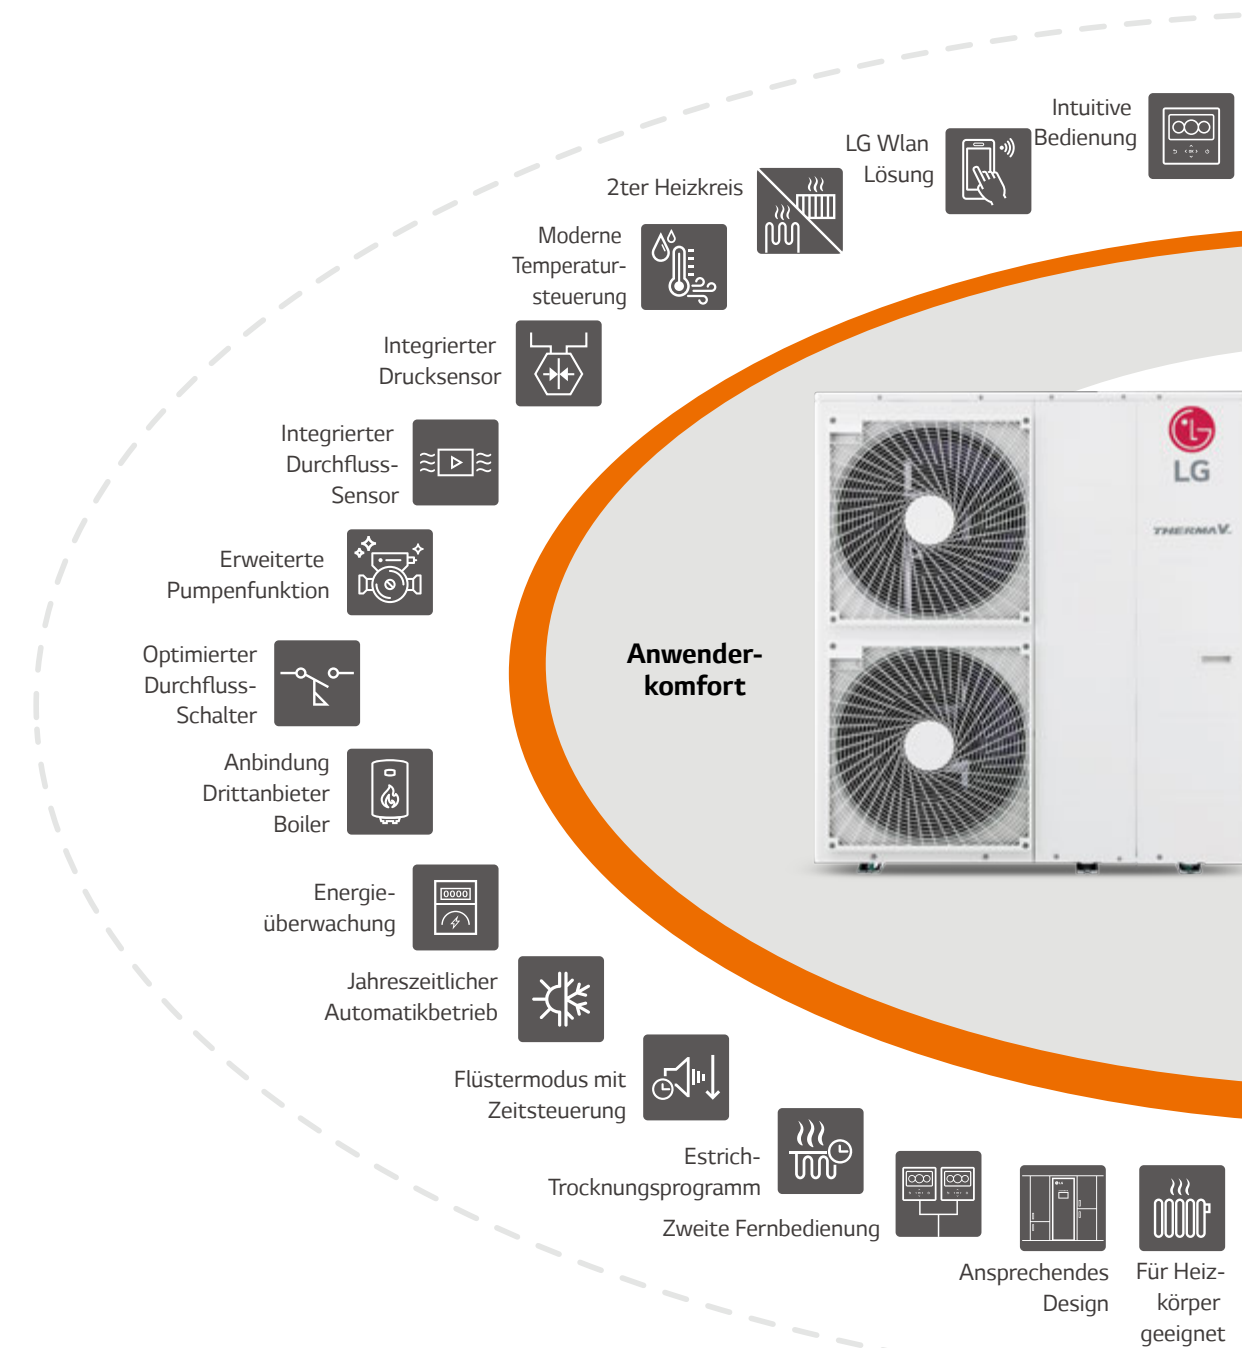 Intuitive
Bedienung
LG Wlan
Lösung
2ter Heizkreis
Moderne
Temperatur-
steuerung
Integrierter
Drucksensor
Integrierter
Durchfluss-
Sensor
Erweiterte
Pumpenfunktion
Optimierter
Durchfluss-
Schalter
Anbindung
Drittanbieter
Boiler
Energie-
überwachung
Jahreszeitlicher
Automatikbetrieb
Flüstermodus mit
Zeitsteuerung
Estrich-
Trocknungsprogramm
Zweite Fernbedienung
Ansprechendes
Design
Für Heiz-
körper
geeignet
Anwender-
komfort
LG
THERMA V.
0000